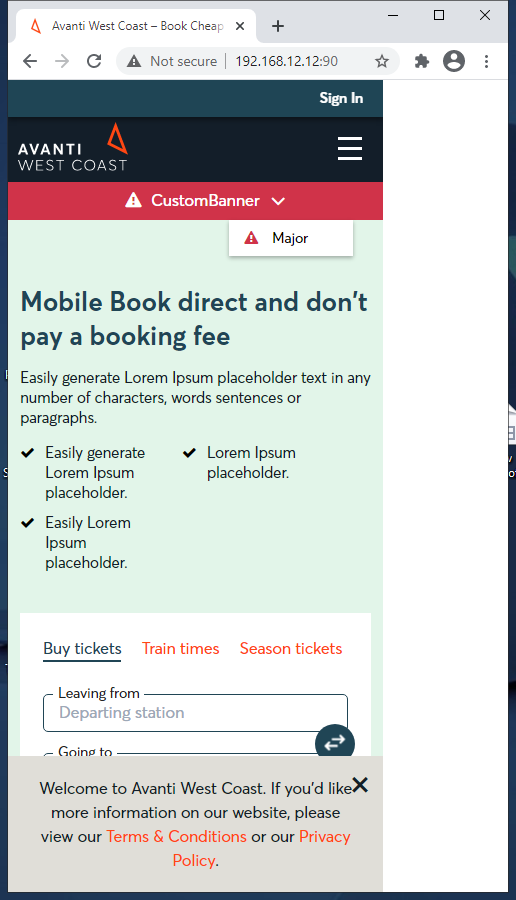 Avanti West Coast – Book Cheap
Not secure | 192.168.12.12:90
Sign In
AVANTI
WEST COAST
CustomBanner
Major
Mobile Book direct and don't
pay a booking fee
Easily generate Lorem Ipsum placeholder text in any
number of characters, words sentences or
paragraphs.
Easily generate
Lorem Ipsum
placeholder.
Lorem Ipsum
placeholder.
Easily Lorem
Ipsum
placeholder.
Buy tickets
Train times
Season tickets
Leaving from
Departing station
Going to
Welcome to Avanti West Coast. If you'd like
more information on our website, please
view our Terms & Conditions or our Privacy
Policy.